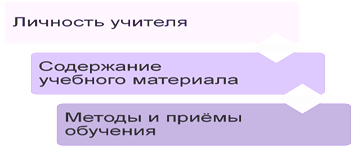 Личность учителя
Содержание
учебного материала
Методы и приёмы
обучения